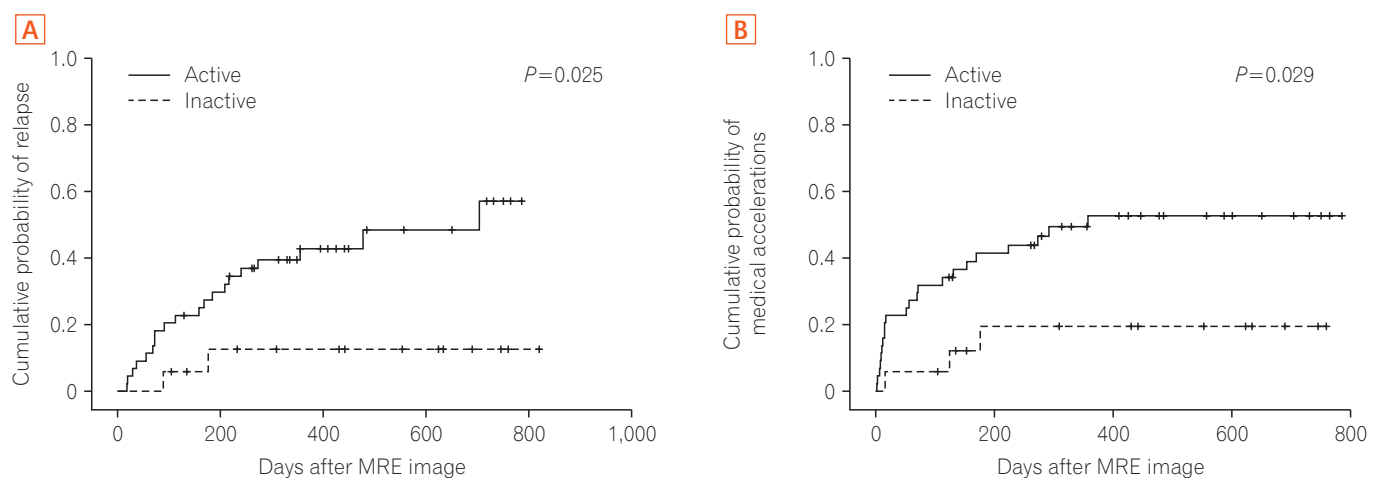 A
Cumulative probability of relapse
1.0
0.8
0.6
0.4
0.2
0
Active
Inactive
P=0.025
0 200 400 600 800 1,000
Days after MRE image
B
Cumulative probability of
medical accelerations
1.0
0.8
0.6
0.4
0.2
0
Active
Inactive
P=0.029
0 200 400 600 800
Days after MRE image